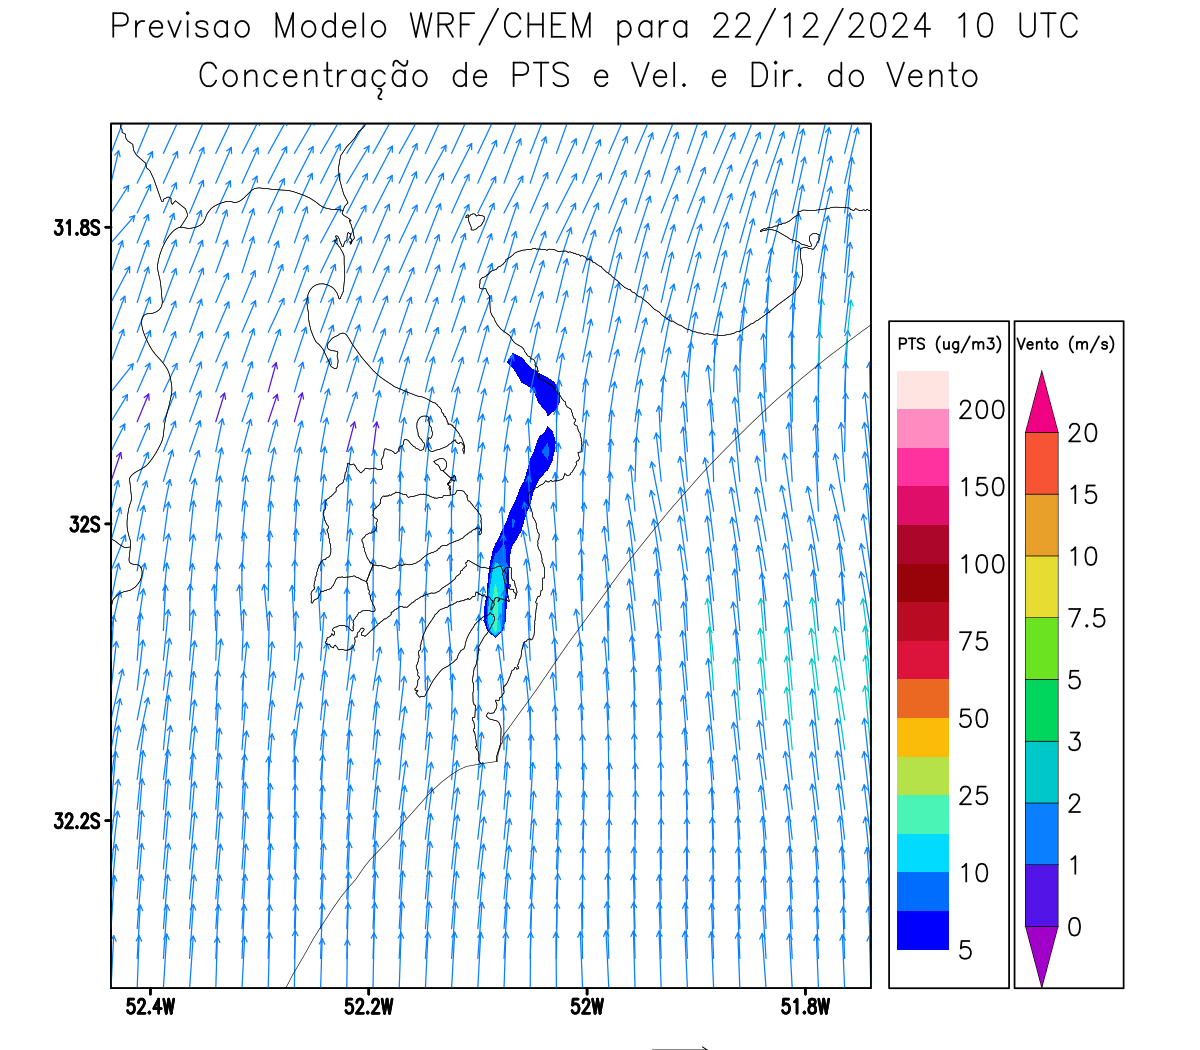 Previsao Modelo WRF/CHEM para 22/12/2024 10 UTC
Concentração de PTS e Vel. e Dir. do Vento
31.8S
32S
32.2S
52.4W
52.2W
52W
51.8W
PTS (ug/m3)
200
150
100
75
50
25
10
5
Vento (m/s)
20
15
10
7.5
5
3
2
1
0